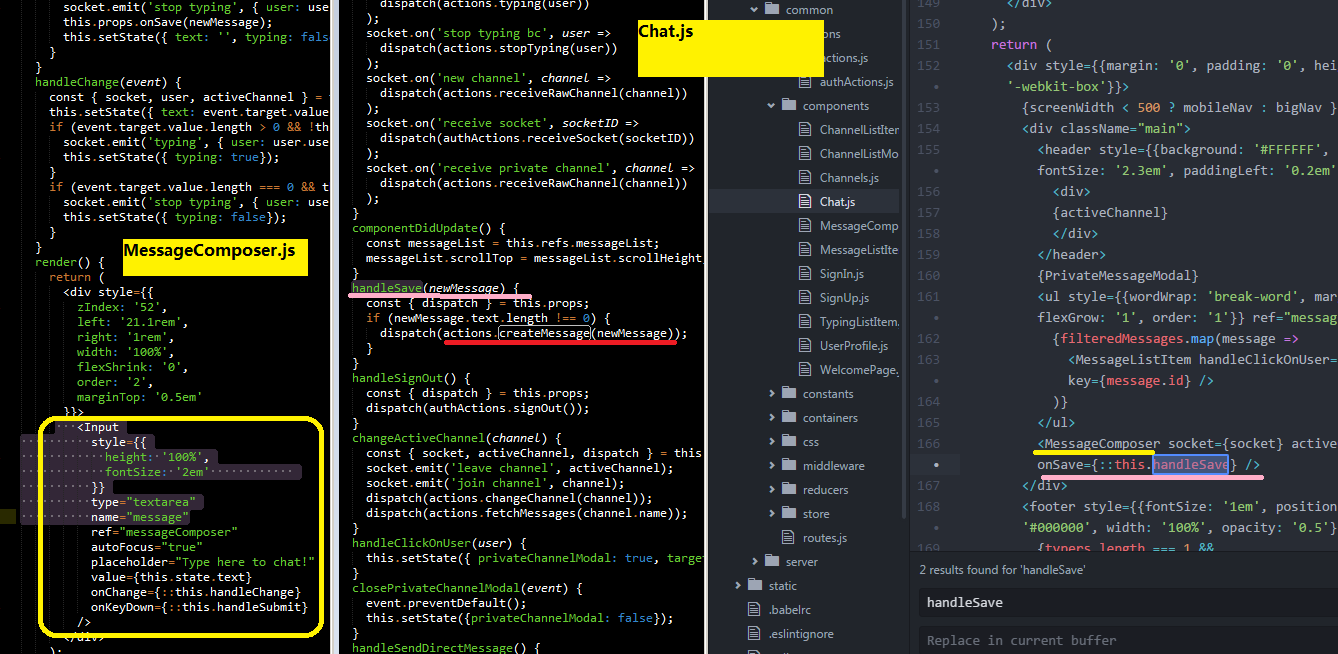 socket.emit('stop typing', { user: use
this.props.onSave(newMessage);
this.setState({ text: '', typing: fals
}
}
handleChange(event) {
const { socket, user, activeChannel } =
this.setState({ text: event.target.value
if (event.target.value.length > 0 && !th
socket.emit('typing', { user: user.use
this.setState({ typing: true});
}
if (event.target.value.length === 0 && t
socket.emit('stop typing', { user: use
this.setState({ typing: false});
}
}
MessageComposer.js
render() {
return (
<div style={{
zIndex: '52',
left: '21.1rem',
right: '1rem',
width: '100%',
flexShrink: '0',
order: '2',
marginTop: '0.5em'
}}>
<Input
style={{
height: '100%',
fontSize: '2em'
}}
type="textarea"
name="message"
ref="messageComposer"
autoFocus="true"
placeholder="Type here to chat!"
value={this.state.text}
onChange={::this.handleChange}
onKeyDown={::this.handleSubmit}
/>
</div>
);
dispatch(actions.typing(user))
);
socket.on('stop typing bc', user =>
dispatch(actions.stopTyping(user))
);
socket.on('new channel', channel =>
dispatch(actions.receiveRawChannel(channel))
);
socket.on('receive socket', socketID =>
dispatch(authActions.receiveSocket(socketID))
);
socket.on('receive private channel', channel =>
dispatch(actions.receiveRawChannel(channel))
);
}
componentDidUpdate() {
const messageList = this.refs.messageList;
messageList.scrollTop = messageList.scrollHeight
}
handleSave(newMessage) {
const { dispatch } = this.props;
if (newMessage.text.length !== 0) {
dispatch(actions.createMessage(newMessage));
}
}
handleSignOut() {
const { dispatch } = this.props;
dispatch(authActions.signOut());
}
changeActiveChannel(channel) {
const { socket, activeChannel, dispatch } = this
socket.emit('leave channel', activeChannel);
socket.emit('join channel', channel);
dispatch(actions.changeChannel(channel));
dispatch(actions.fetchMessages(channel.name));
}
handleClickOnUser(user) {
this.setState({ privateChannelModal: true, targe
}
closePrivateChannelModal(event) {
event.preventDefault();
this.setState({privateChannelModal: false});
}
handleSendDirectMessage() {
Chat.js
common
ons
actions.js
authActions.js
components
ChannelListIter
ChannelListMo
Channels.js
Chat.js
MessageComp
MessageListIte
SignIn.js
SignUp.js
TypingListItem.
UserProfile.js
WelcomePage.
constants
containers
css
middleware
reducers
store
routes.js
server
static
.babelrc
.eslintignore
149 </div>
150 );
151 return (
152 <div style={{margin: '0', padding: '0', hei
• '-webkit-box'}}>
153 {screenWidth < 500 ? mobileNav : bigNav }
154 <div className="main">
155 <header style={{background: '#FFFFFF',
• fontSize: '2.3em', paddingLeft: '0.2em'
156 <div>
157 {activeChannel}
158 </div>
159 </header>
160 {PrivateMessageModal}
161 <ul style={{wordWrap: 'break-word', mar
• flexGrow: '1', order: '1'}} ref="messag
162 {filteredMessages.map(message =>
163 <MessageListItem handleClickOnUser=
• key={message.id} />
164 )}
165 </ul>
166 <MessageComposer socket={socket} active
• onSave={::this.handleSave} />
167 </div>
168 <footer style={{fontSize: '1em', position
• '#000000', width: '100%', opacity: '0.5'}
169 {typers.length === 1 &&
2 results found for 'handleSave'
handleSave
Replace in current buffer